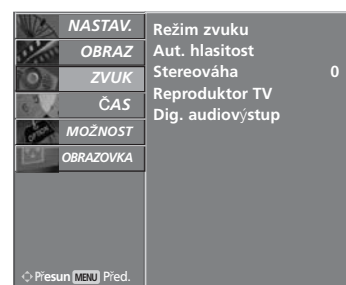 NASTAV.
OBRAZ
ZVUK
ČAS
MOŽNOST
OBRAZOVKA
Přesun MENU Před.
Režim zvuku
Aut. hlasitost
Stereováha 0
Reproduktor TV
Dig. audiovýstup